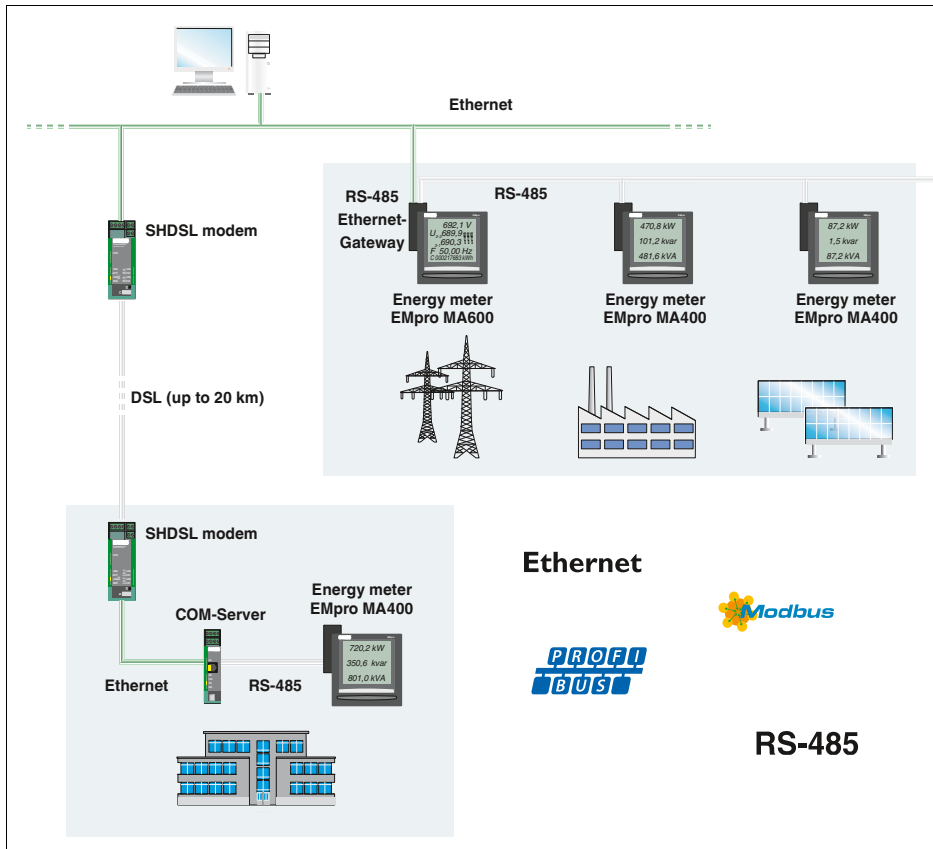 Ethernet
RS-485
Ethernet-
Gateway
RS-485
SHDSL modem
692,1 V
689,9
690,3
F 50,00 Hz
C 000217683 kWh
470,8 kW
101,2 kvar
481,6 kVA
87,2 kW
1,5 kvar
87,2 kVA
Energy meter
EMpro MA600
Energy meter
EMpro MA400
Energy meter
EMpro MA400
DSL (up to 20 km)
SHDSL modem
Energy meter
EMpro MA400
COM-Server
720,2 kW
350,6 kvar
801,0 kVA
Ethernet
RS-485
Ethernet
Modbus
PROFI
BUS
RS-485